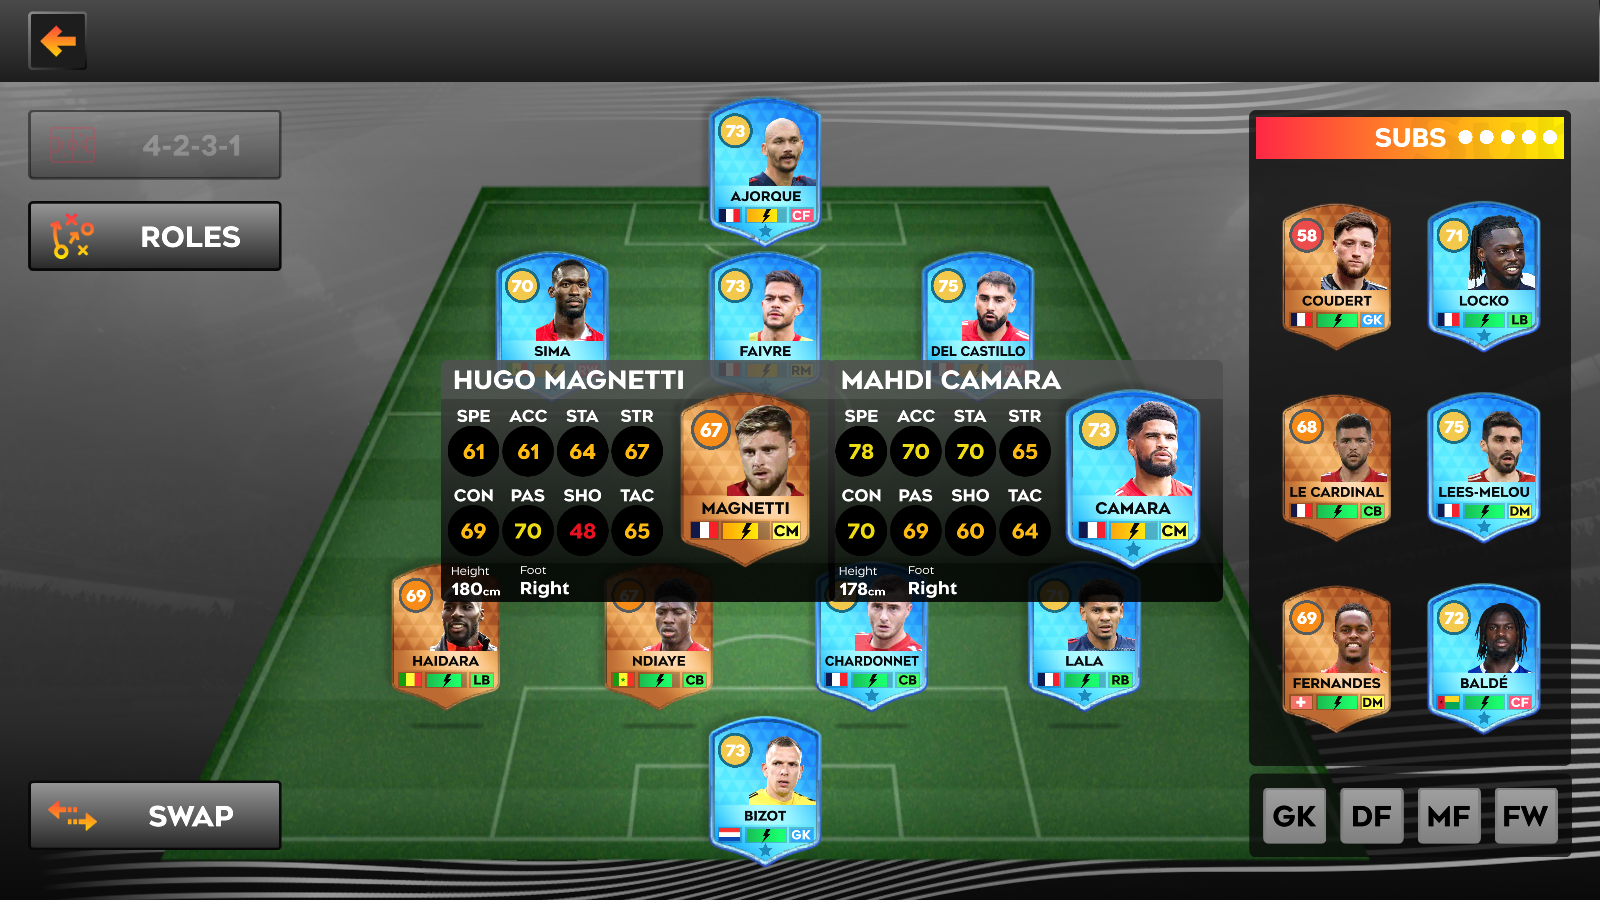 4-2-3-1
ROLES
SWAP
73
AJORQUE
CF
70
SIMA
73
FAIVRE
RM
75
DEL CASTILLO
HUGO MAGNETTI
SPE ACC STA STR
61 61 64 67
CON PAS SHO TAC
69 70 48 65
Height Foot
180cm Right
67
MAGNETTI
CM
MAHDI CAMARA
SPE ACC STA STR
78 70 70 65
CON PAS SHO TAC
70 69 60 64
Height Foot
178cm Right
73
CAMARA
CM
69
HAIDARA
LB
67
NDIAYE
CB
CHARDONNET
CB
71
LALA
RB
73
BIZOT
GK
SUBS
58
COUDERT
GK
71
LOCKO
LB
68
LE CARDINAL
CB
75
LEES-MELOU
DM
69
FERNANDES
DM
72
BALDÉ
CF
GK DF MF FW